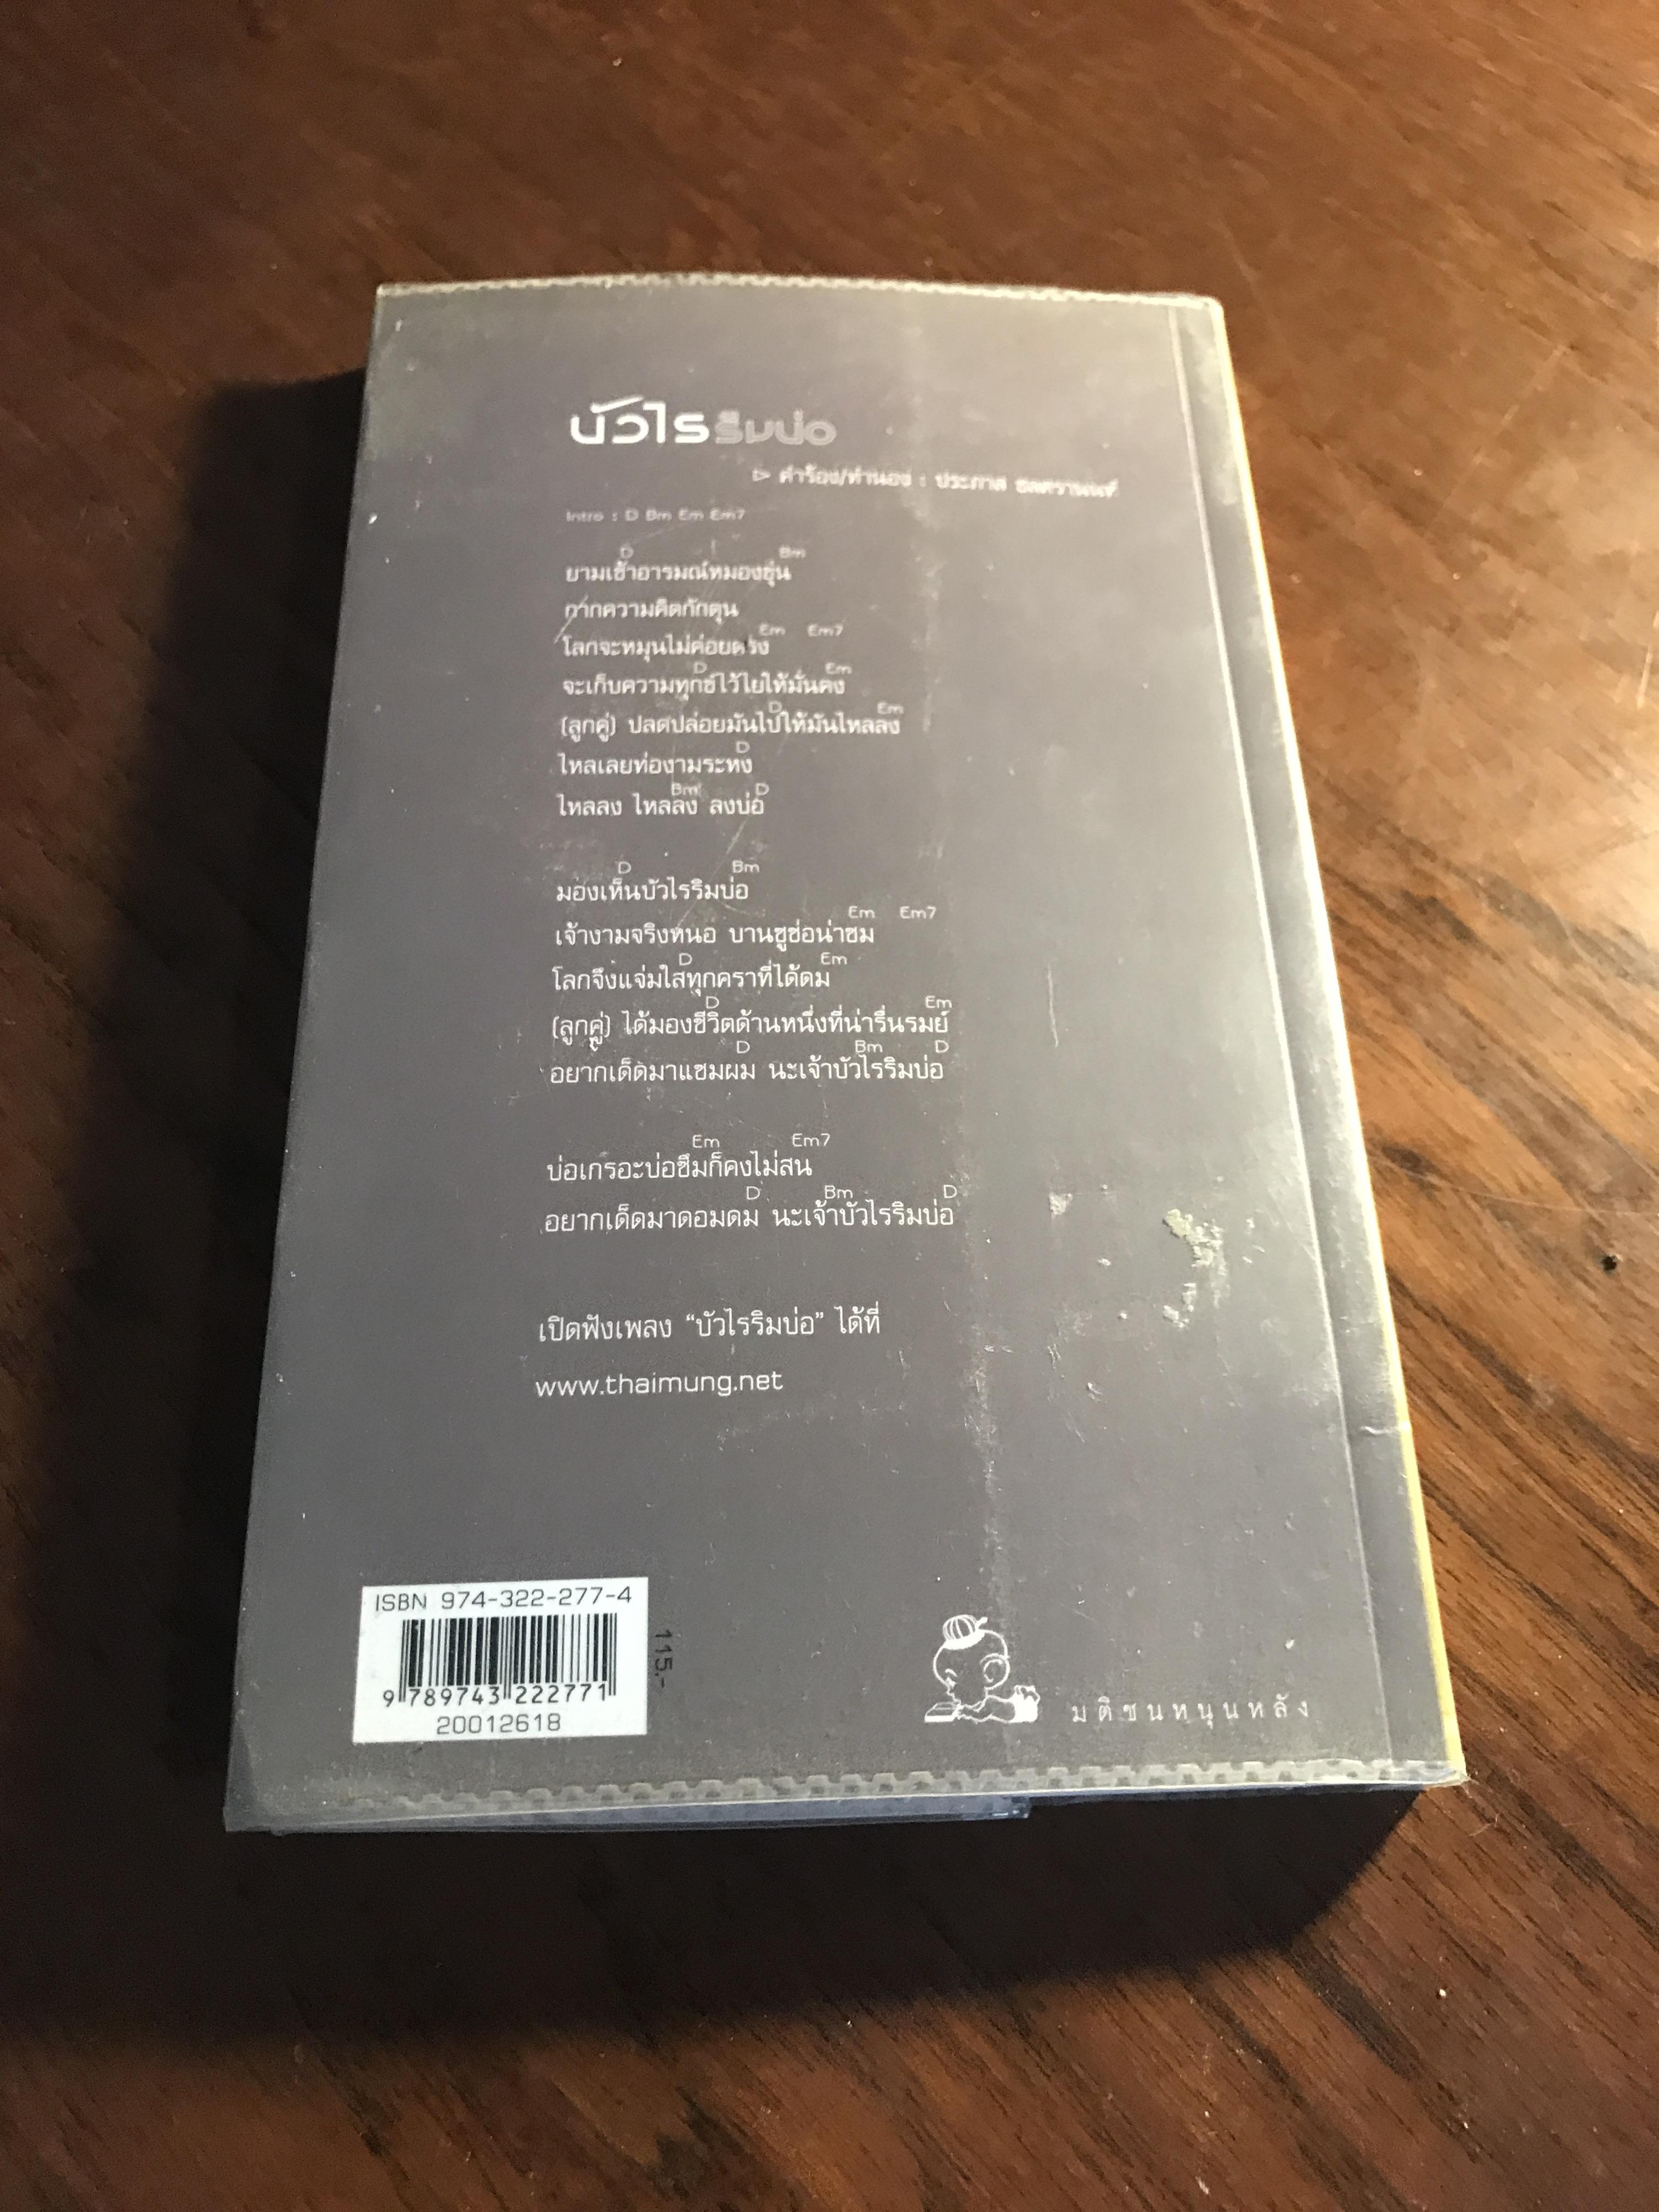 บัวไรริมบ่อ
▷ คำร้อง/ทำนอง : ประภาส ชลศรานนท์
Intro : D Bm Em Em7
D Bm
ยามเช้าอารมณ์หมองขุ่น
กากความคิดกักตุน
Em Em7
โลกจะหมุนไม่ค่อยตรง
D Em
จะเก็บความทุกข์ไว้ไยให้มั่นคง
D Em
(ลูกคู่) ปลดปล่อยมันไปให้มันไหลลง
D
ไหลเลยท่องามระหง
Bm D
ไหลลง ไหลลง ลงบ่อ
D Bm
มองเห็นบัวไรริมบ่อ
Em Em7
เจ้างามจริงหนอ บานชูช่อน่าชม
D Em
โลกจึงแจ่มใสทุกคราที่ได้ดม
D Em
(ลูกคู่) ได้มองชีวิตด้านหนึ่งที่น่ารื่นรมย์
D Bm D
อยากเด็ดมาแซมผม นะเจ้าบัวไรริมบ่อ
Em Em7
บ่อเกรอะบ่อซึมก็คงไม่สน
D Bm D
อยากเด็ดมาดอมดม นะเจ้าบัวไรริมบ่อ
เปิดฟังเพลง “บัวไรริมบ่อ” ได้ที่
www.thaimung.net
ISBN 974-322-277-4
9 789743 222771
20012618
115.-
มติชนหนุนหลัง